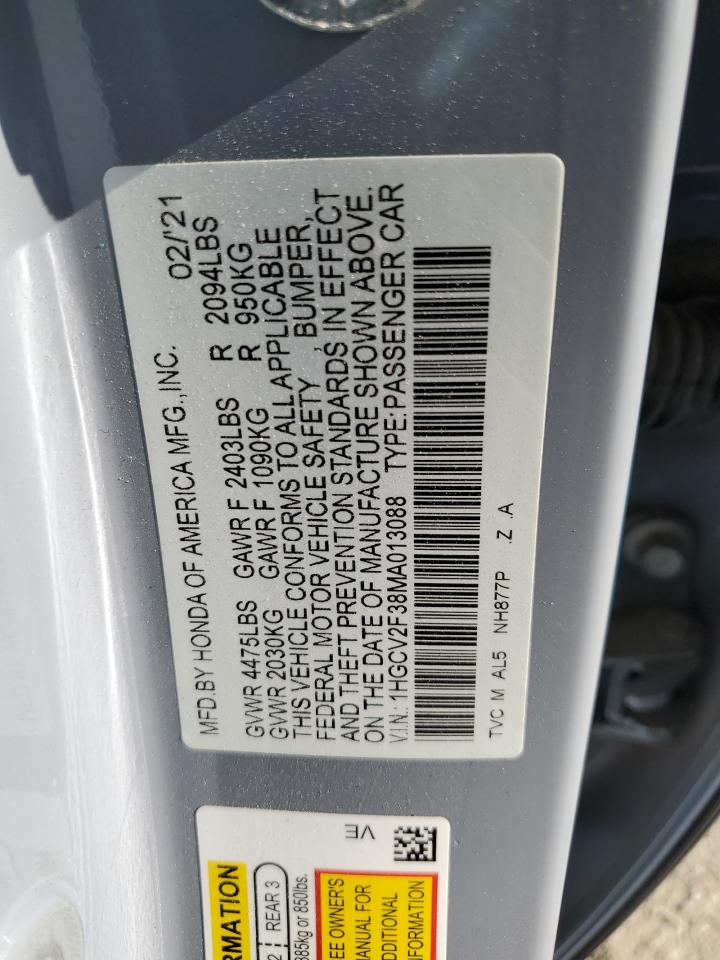 MFD.BY HONDA OF AMERICA MFG.,INC. 02/'21
GVWR 4475LBS GAWR F 2403LBS R 2094LBS
GVWR 2030KG GAWR F 1090KG R 950KG
THIS VEHICLE CONFORMS TO ALL APPLICABLE
FEDERAL MOTOR VEHICLE SAFETY , BUMPER,
AND THEFT PREVENTION STANDARDS IN EFFECT
ON THE DATE OF MANUFACTURE SHOWN ABOVE.
V.I.N.: 1HGCV2F38MA013088 TYPE:PASSENGER CAR
TVC M AL5 NH877P .Z .A
RMATION
2 REAR 3
385kg or 850lbs.
EE OWNER'S
MANUAL FOR
ADDITIONAL
NFORMATION
VE